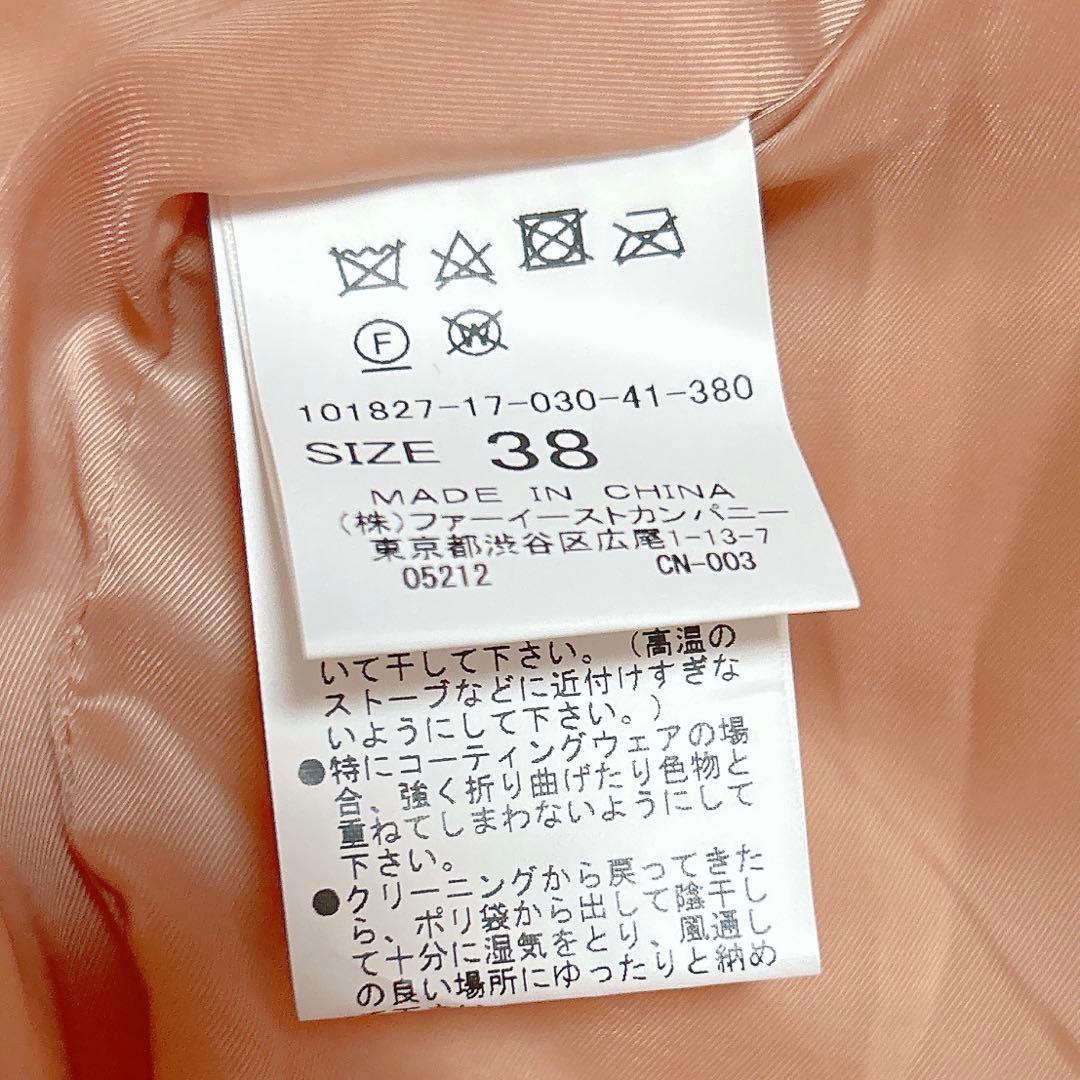 F
W
101827-17-030-41-380
SIZE 38
MADE IN CHINA
(株)ファーイーストカンパニー
東京都渋谷区広尾1-13-7
05212 CN-003
いて干して下さい。(高温の
ストーブなどに近付けすぎな
いようにして下さい。)
●特にコーティングウェアの場
合、強く折り曲げたり色物と
重ねてしまわないようにして
下さい。
●クリーニングから戻ってきた
ら、ポリ袋から出して陰干し
て十分に湿気をとり、風通し
の良い場所にゆったりと納め